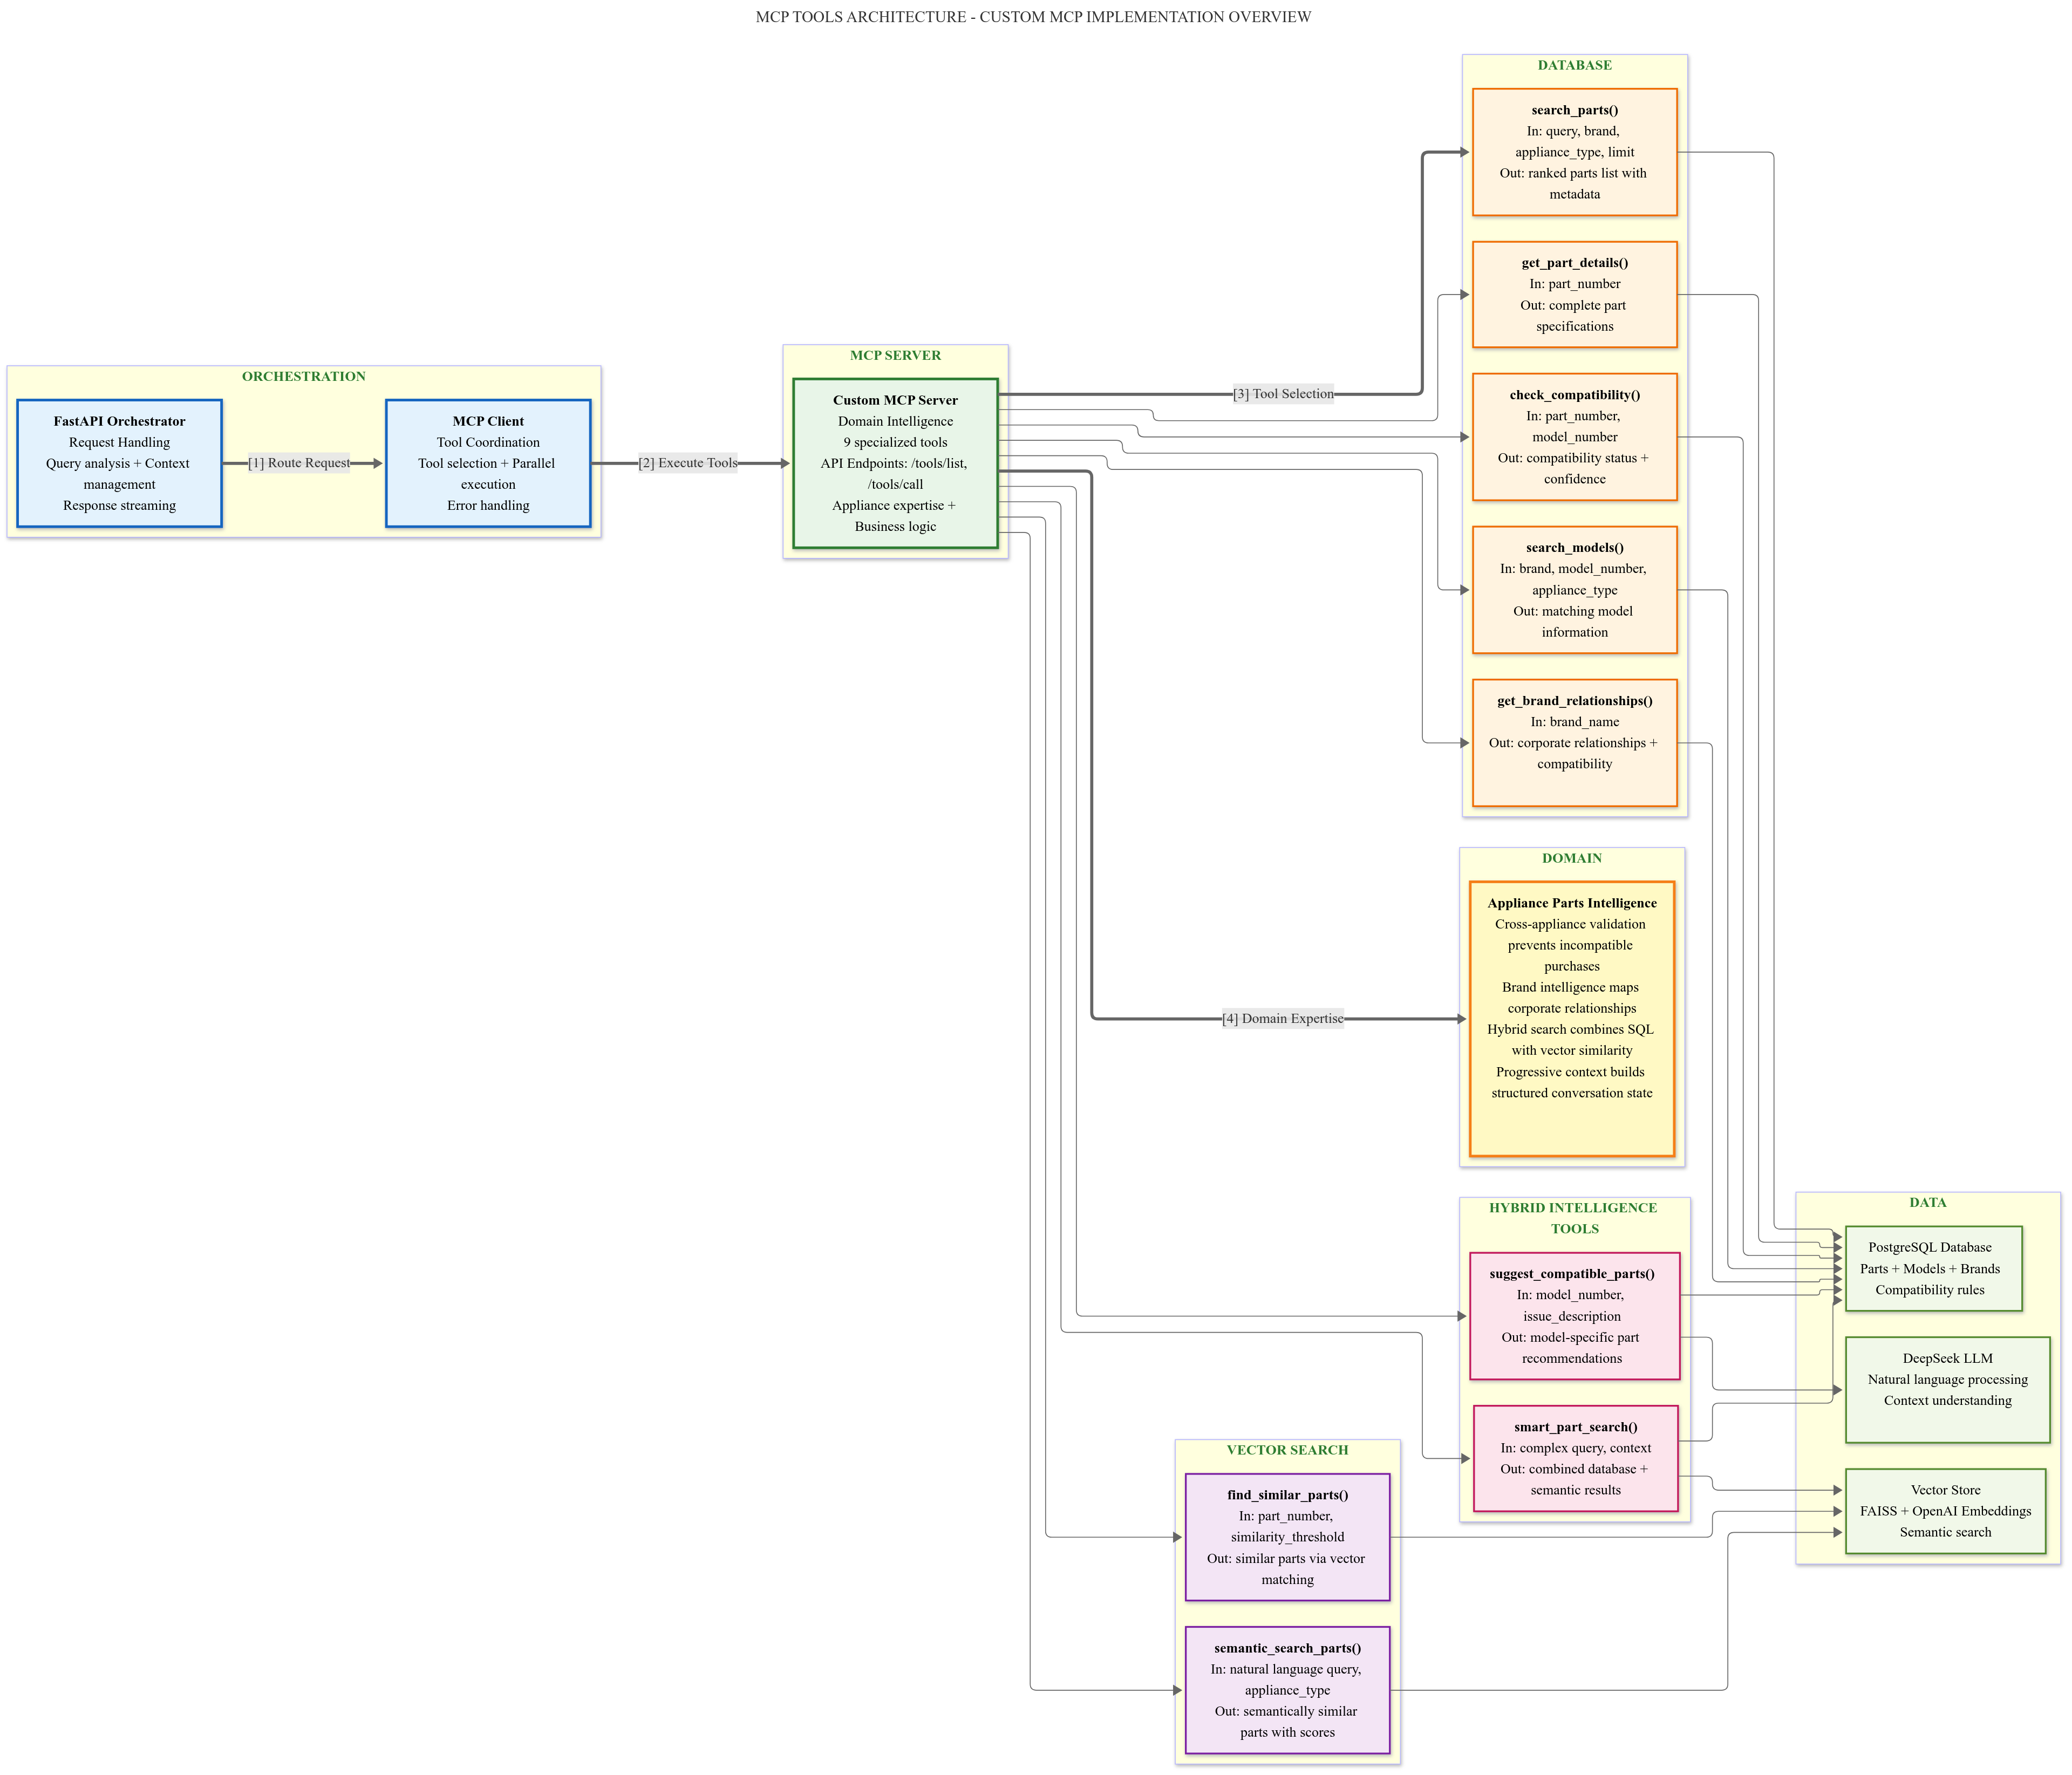 MCP TOOLS ARCHITECTURE - CUSTOM MCP IMPLEMENTATION OVERVIEW
ORCHESTRATION
FastAPI Orchestrator
Request Handling
Query analysis + Context
management
Response streaming
[1] Route Request
MCP Client
Tool Coordination
Tool selection + Parallel
execution
Error handling
[2] Execute Tools
MCP SERVER
Custom MCP Server
Domain Intelligence
9 specialized tools
API Endpoints: /tools/list,
/tools/call
Appliance expertise +
Business logic
[3] Tool Selection
[4] Domain Expertise
DATABASE
search_parts()
In: query, brand,
appliance_type, limit
Out: ranked parts list with
metadata
get_part_details()
In: part_number
Out: complete part
specifications
check_compatibility()
In: part_number,
model_number
Out: compatibility status +
confidence
search_models()
In: brand, model_number,
appliance_type
Out: matching model
information
get_brand_relationships()
In: brand_name
Out: corporate relationships +
compatibility
DOMAIN
Appliance Parts Intelligence
Cross-appliance validation
prevents incompatible
purchases
Brand intelligence maps
corporate relationships
Hybrid search combines SQL
with vector similarity
Progressive context builds
structured conversation state
HYBRID INTELLIGENCE
TOOLS
suggest_compatible_parts()
In: model_number,
issue_description
Out: model-specific part
recommendations
smart_part_search()
In: complex query, context
Out: combined database +
semantic results
VECTOR SEARCH
find_similar_parts()
In: part_number,
similarity_threshold
Out: similar parts via vector
matching
semantic_search_parts()
In: natural language query,
appliance_type
Out: semantically similar
parts with scores
DATA
PostgreSQL Database
Parts + Models + Brands
Compatibility rules
DeepSeek LLM
Natural language processing
Context understanding
Vector Store
FAISS + OpenAI Embeddings
Semantic search